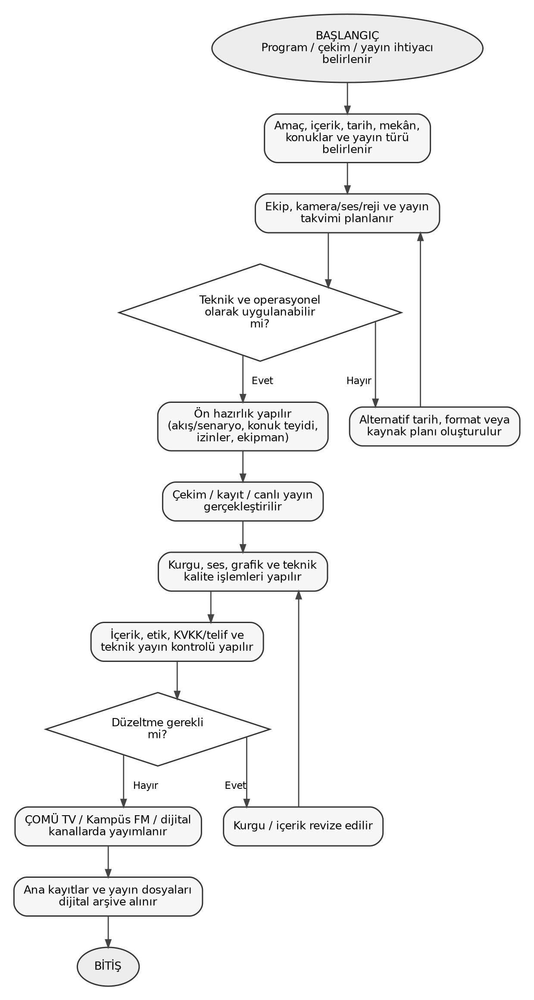 BAŞLANGIÇ
Program / çekim / yayın ihtiyacı
belirlenir
Amaç, içerik, tarih, mekân,
konuklar ve yayın türü
belirlenir
Ekip, kamera/ses/reji ve yayın
takvimi planlanır
Teknik ve operasyonel
olarak uygulanabilir
mi?
Evet
Hayır
Ön hazırlık yapılır
(akış/senaryo, konuk teyidi,
izinler, ekipman)
Alternatif tarih, format veya
kaynak planı oluşturulur
Çekim / kayıt / canlı yayın
gerçekleştirilir
Kurgu, ses, grafik ve teknik
kalite işlemleri yapılır
İçerik, etik, KVKK/telif ve
teknik yayın kontrolü yapılır
Düzeltme gerekli
mi?
Hayır
Evet
ÇOMÜ TV / Kampüs FM / dijital
kanallarda yayımlanır
Kurgu / içerik revize edilir
Ana kayıtlar ve yayın dosyaları
dijital arşive alınır
BİTİŞ